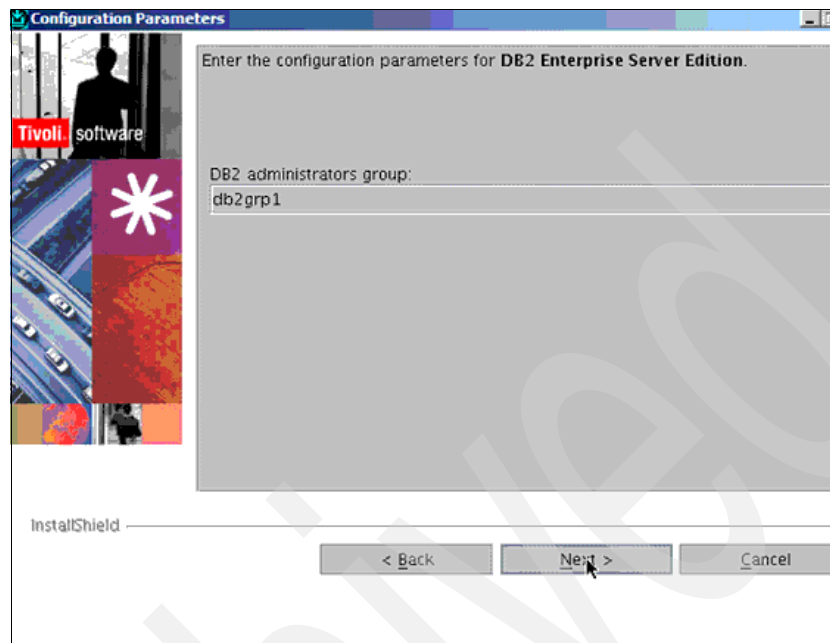 Configuration Parameters
Enter the configuration parameters for DB2 Enterprise Server Edition.
Tivoli. software
DB2 administrators group:
db2grp1
InstallShield
< Back
Next >
Cancel